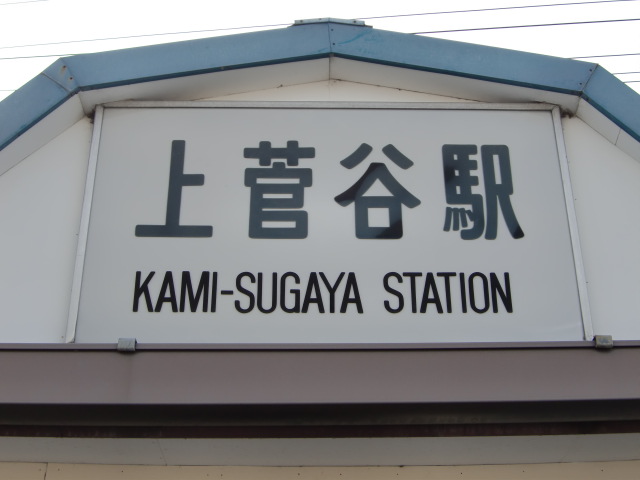 上菅谷駅
KAMI-SUGAYA STATION